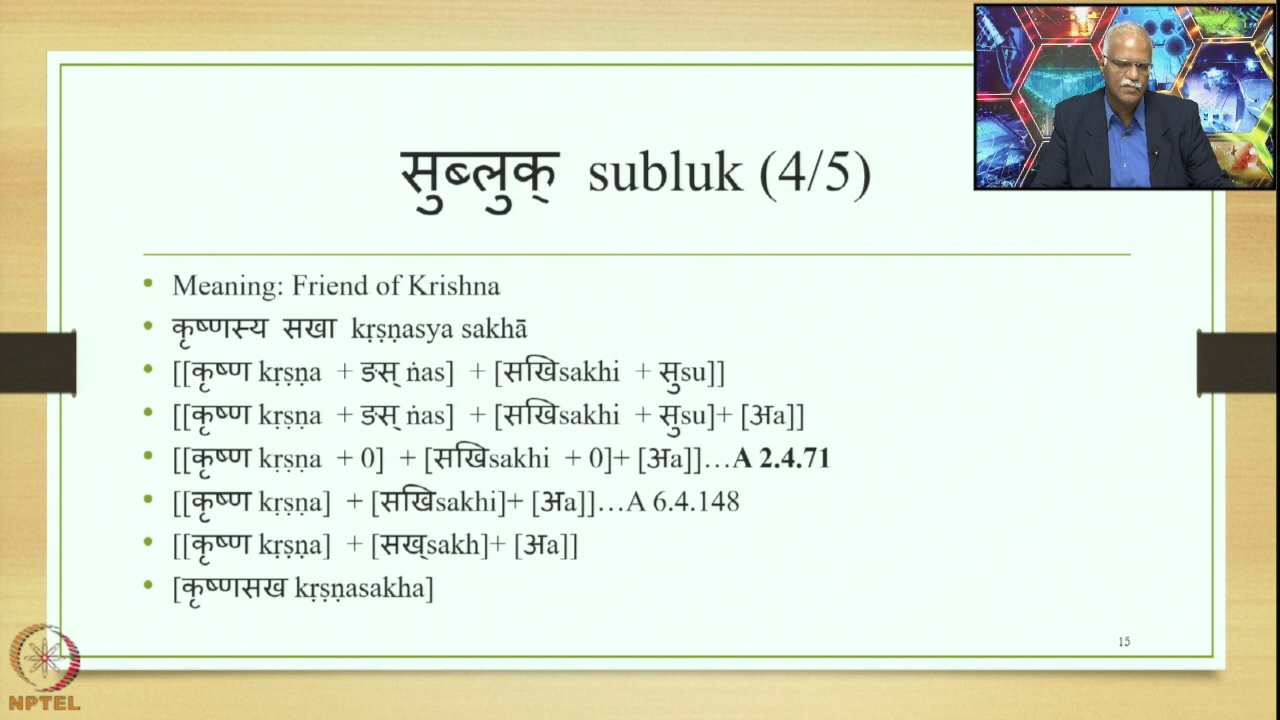 सुब्लुक् subluk (4/5)
• Meaning: Friend of Krishna
• कृष्णस्य सखा kṛṣṇasya sakhā
• [[कृष्ण kṛṣṇa + ङस् ṅas] + [सखिsakhi + सुsu]]
• [[कृष्ण kṛṣṇa + ङस् ṅas] + [सखिsakhi + सुsu]+ [अa]]
• [[कृष्ण kṛṣṇa + 0] + [सखिsakhi + 0]+ [अa]]…A 2.4.71
• [[कृष्ण kṛṣṇa] + [सखिsakhi]+ [अa]]…A 6.4.148
• [[कृष्ण kṛṣṇa] + [सख्sakh]+ [अa]]
• [कृष्णसख kṛṣṇasakha]
15
NPTEL